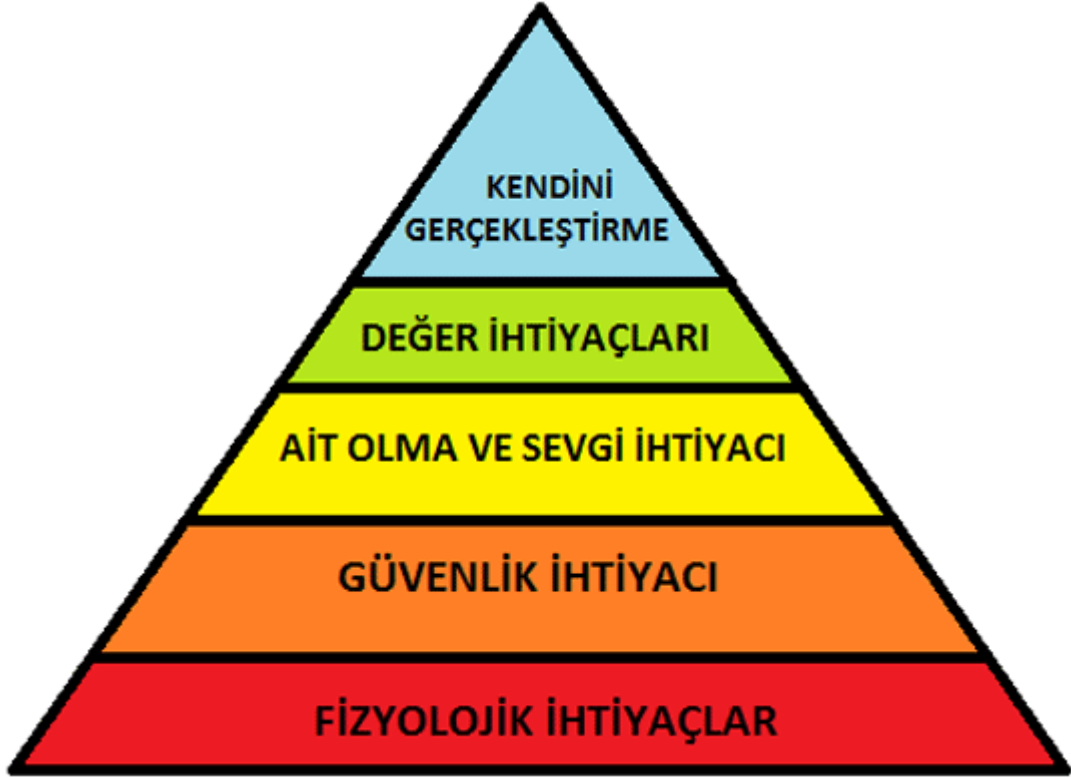 KENDİNİ
GERÇEKLEŞTİRME
DEĞER İHTİYAÇLARI
AİT OLMA VE SEVGİ İHTİYACI
GÜVENLİK İHTİYACI
FİZYOLOJİK İHTİYAÇLAR